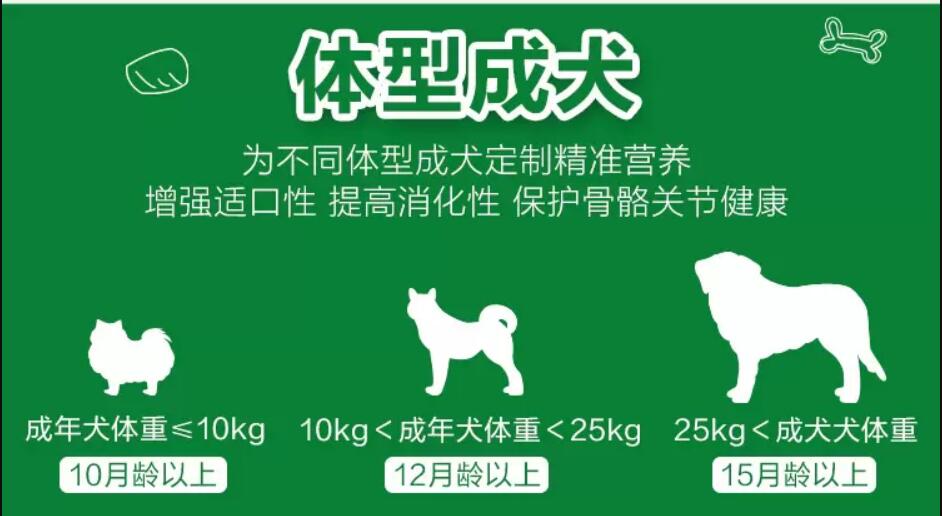 体型成犬
为不同体型成犬定制精准营养
增强适口性 提高消化性 保护骨骼关节健康
成年犬体重≤10kg
10月龄以上
10kg<成年犬体重<25kg
12月龄以上
25kg<成犬犬体重
15月龄以上